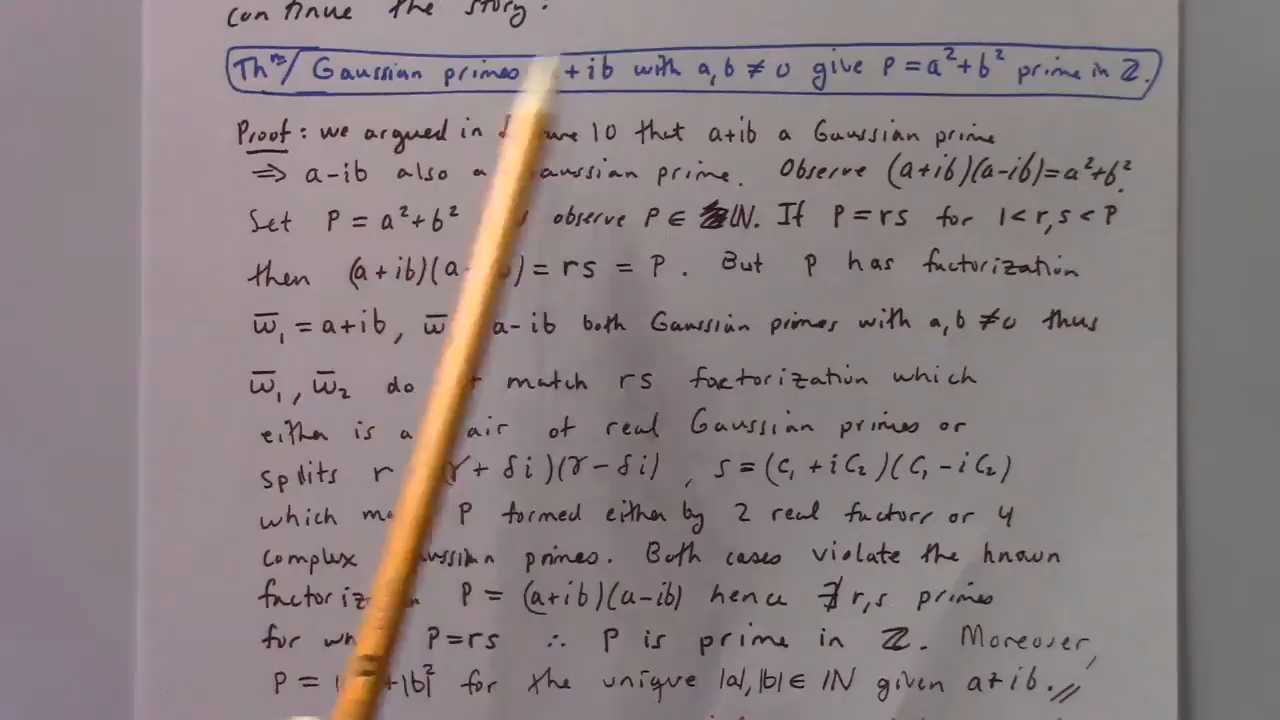 continue the story:
Thm/ Gaussian primes +ib with a,b ≠ 0 give p = a²+b² prime in ℤ.
Proof: we argued in 10 that a+ib a Gaussian prime
⇒ a-ib also a Gaussian prime. Observe (a+ib)(a-ib)=a²+b².
Set p = a²+b² observe p ∈ ℕ. If p = rs for 1<r,s<p
then (a+ib)(a- ) = rs = p. But p has factorization
ω̄₁ = a+ib, ω̄ a-ib both Gaussian primes with a,b ≠ 0 thus
ω̄₁, ω̄₂ do match rs factorization which
either is a of real Gaussian primes or
splits r (γ+δi)(γ-δi), s = (C₁+iC₂)(C₁-iC₂)
which p formed either by 2 real factors or 4
complex Gaussian primes. Both cases violate the known
p = (a+ib)(a-ib) hence ∄ r,s primes
for p=rs ∴ p is prime in ℤ. Moreover,
p = +|b|² for the unique |a|,|b| ∈ ℕ given a+ib.//